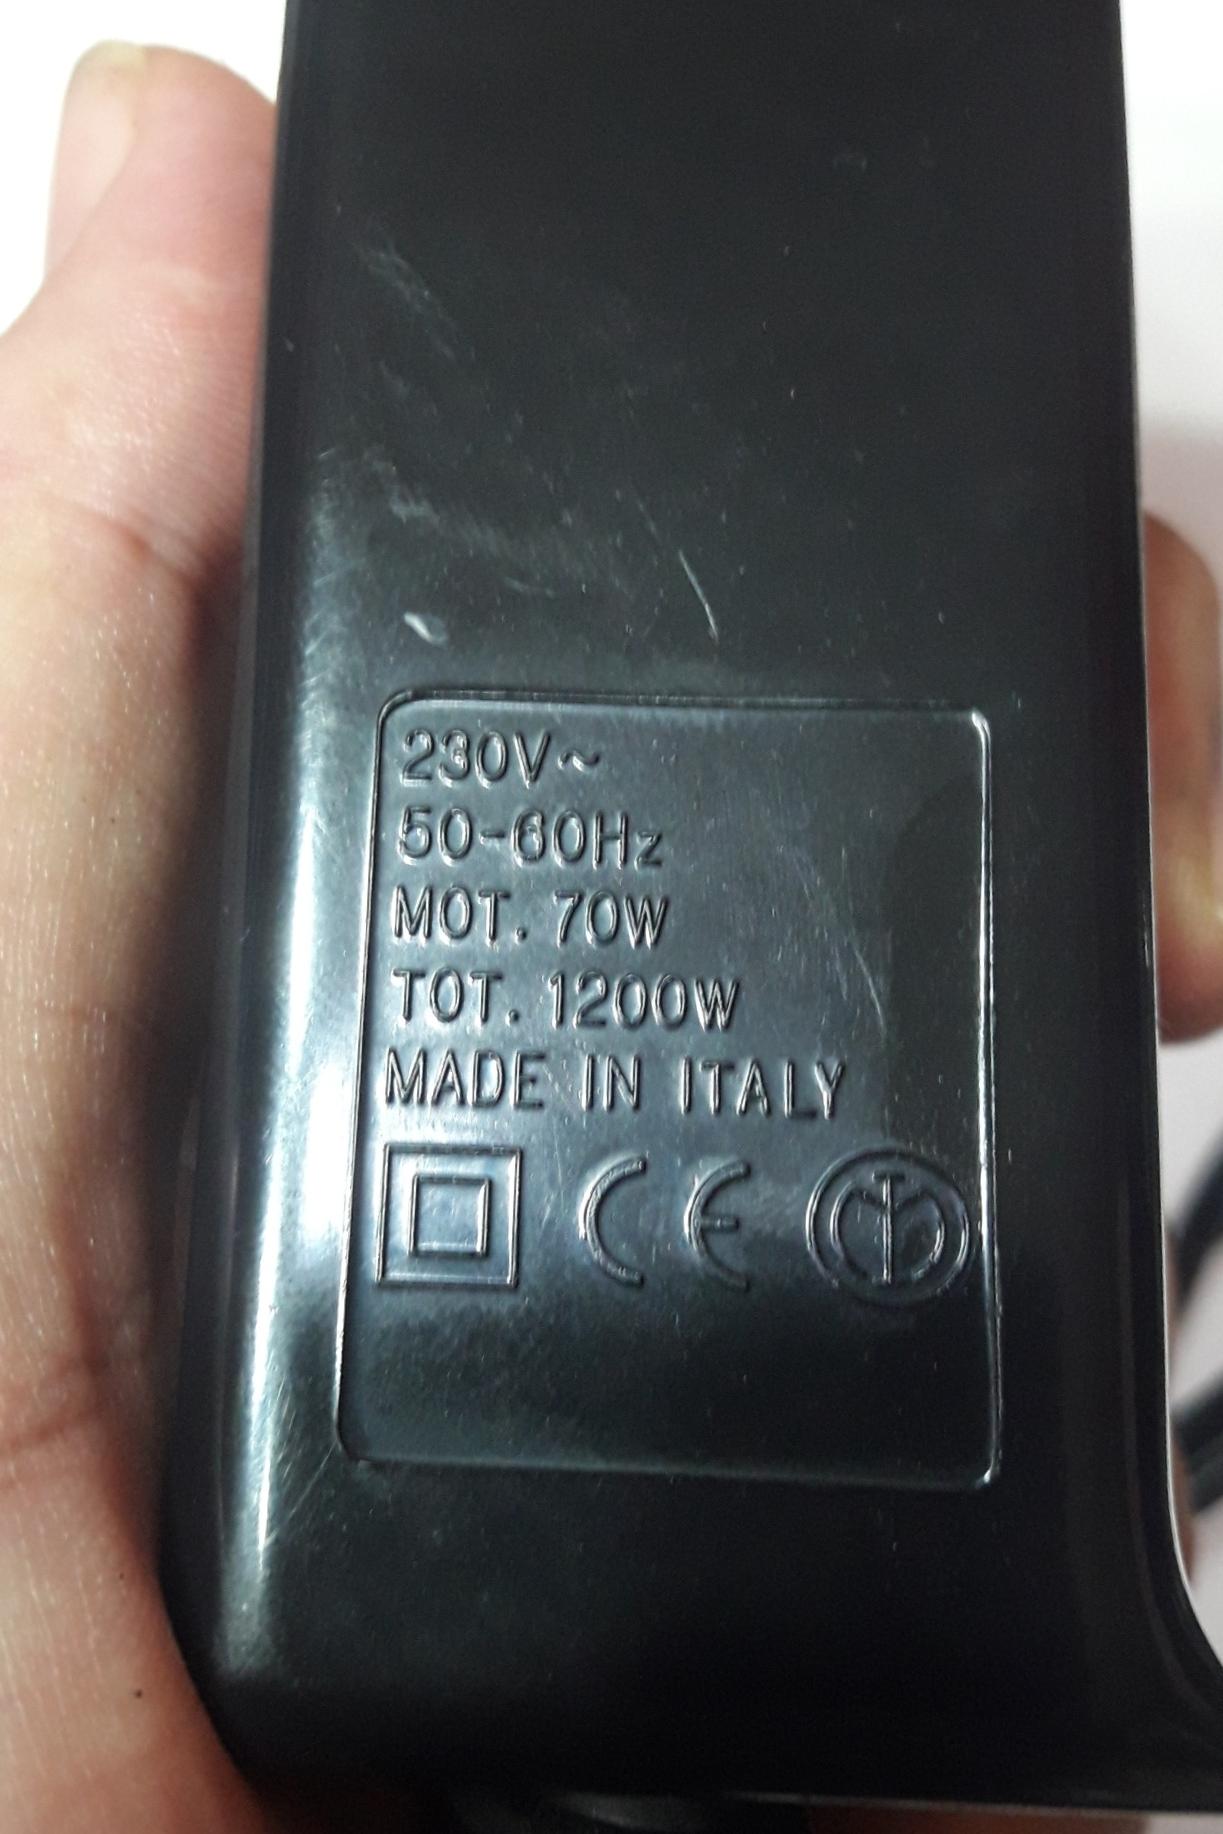 230V~
50-60Hz
MOT. 70W
TOT. 1200W
MADE IN ITALY
CE